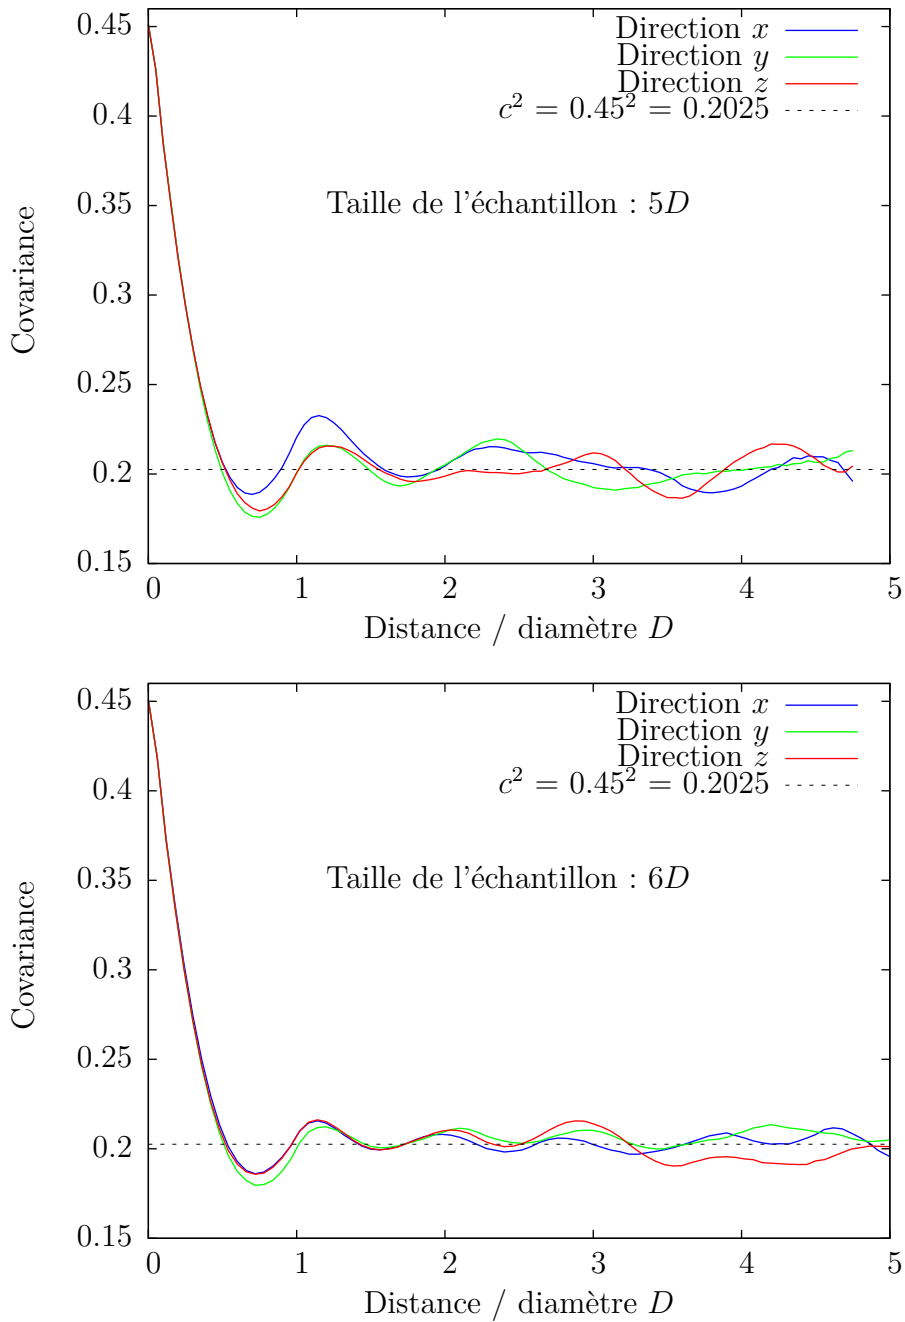 0.45
0.4
0.35
0.3
0.25
0.2
0.15
Covariance
Direction x
Direction y
Direction z
c² = 0.45² = 0.2025
Taille de l'échantillon : 5D
0 1 2 3 4 5
Distance / diamètre D
0.45
0.4
0.35
0.3
0.25
0.2
0.15
Covariance
Direction x
Direction y
Direction z
c² = 0.45² = 0.2025
Taille de l'échantillon : 6D
0 1 2 3 4 5
Distance / diamètre D